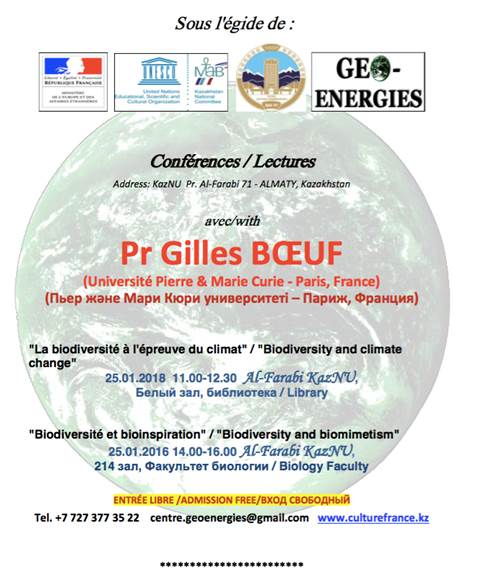 Sous l'égide de :
Liberté • Égalité • Fraternité
RÉPUBLIQUE FRANÇAISE
MINISTÈRE
DE L'EUROPE ET DES
AFFAIRES ÉTRANGÈRES
UNESCO
United Nations
Educational, Scientific and
Cultural Organization
MaB
Kazakhstan
National
Committee
GEO-
ENERGIES
Conférences / Lectures
Address: KazNU Pr. Al-Farabi 71 - ALMATY, Kazakhstan
avec/with
Pr Gilles BŒUF
(Université Pierre & Marie Curie - Paris, France)
(Пьер және Мари Кюри университеті – Париж, Франция)
"La biodiversité à l'épreuve du climat" / "Biodiversity and climate
change"
25.01.2018 11.00-12.30 Al-Farabi KazNU,
Белый зал, библиотека / Library
"Biodiversité et bioinspiration" / "Biodiversity and biomimetism"
25.01.2016 14.00-16.00 Al-Farabi KazNU,
214 зал, Факультет биологии / Biology Faculty
ENTRÉE LIBRE /ADMISSION FREE/ВХОД СВОБОДНЫЙ
Tel. +7 727 377 35 22 centre.geoenergies@gmail.com www.culturefrance.kz
************************